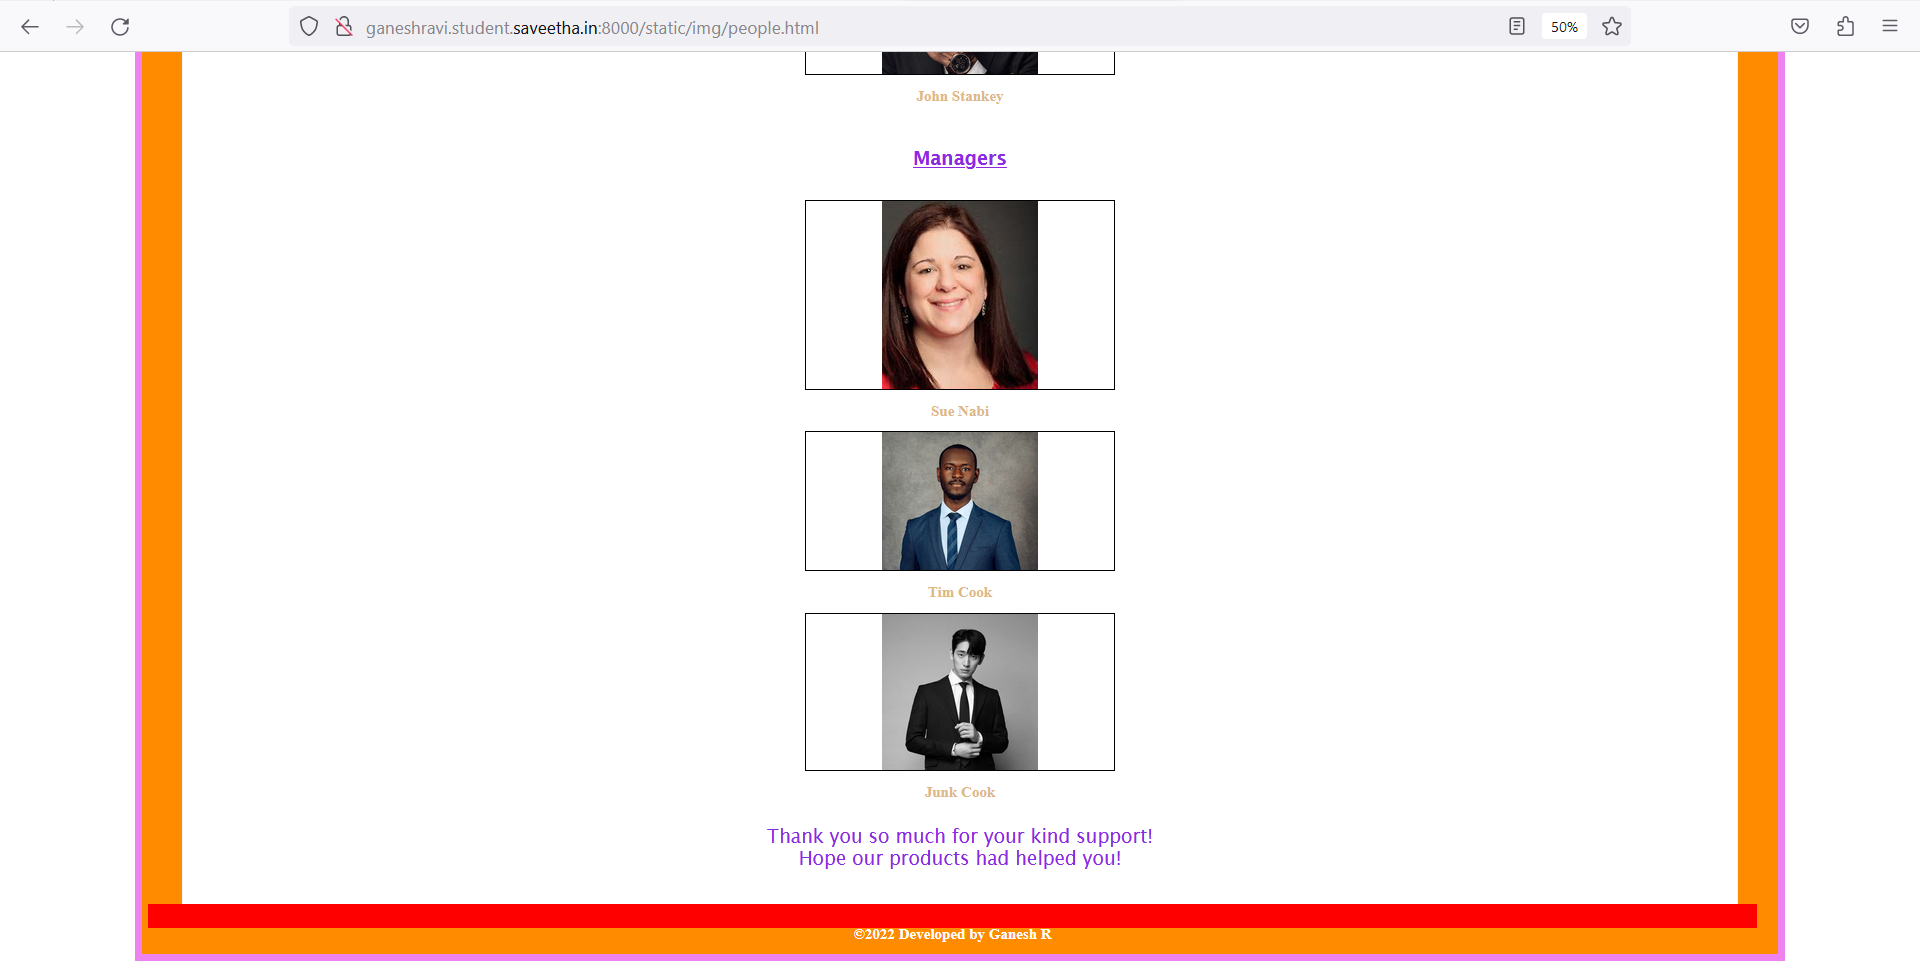 ganeshravi.student.saveetha.in:8000/static/img/people.html
50%
John Stankey
Managers
Sue Nabi
Tim Cook
Junk Cook
Thank you so much for your kind support!
Hope our products had helped you!
©2022 Developed by Ganesh R